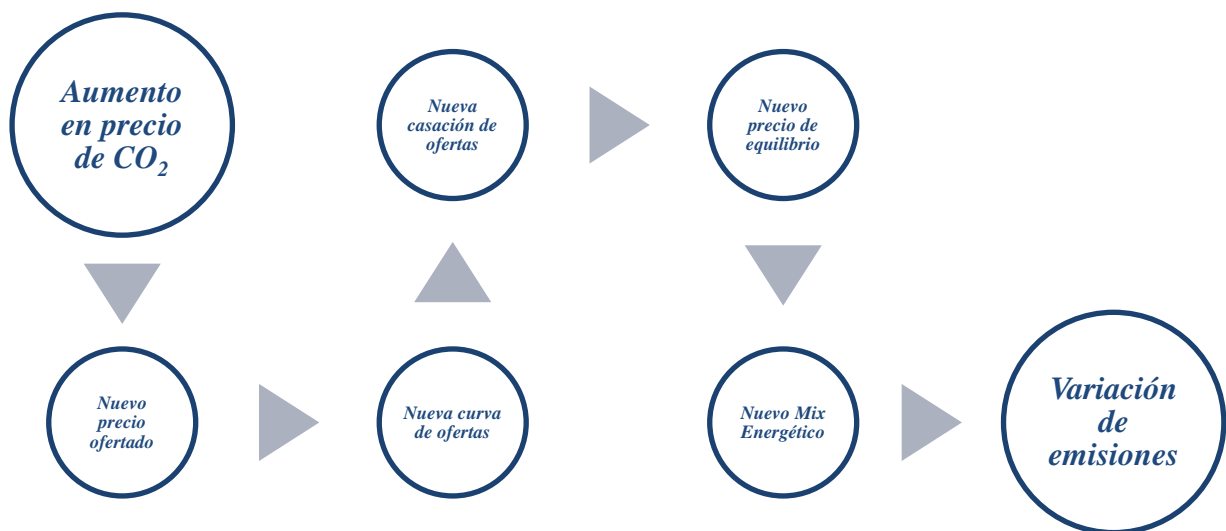 Aumento
en precio
de CO₂
Nuevo
precio
ofertado
Nueva curva
de ofertas
Nueva
casación de
ofertas
Nuevo
precio de
equilibrio
Nuevo Mix
Energético
Variación
de
emisiones